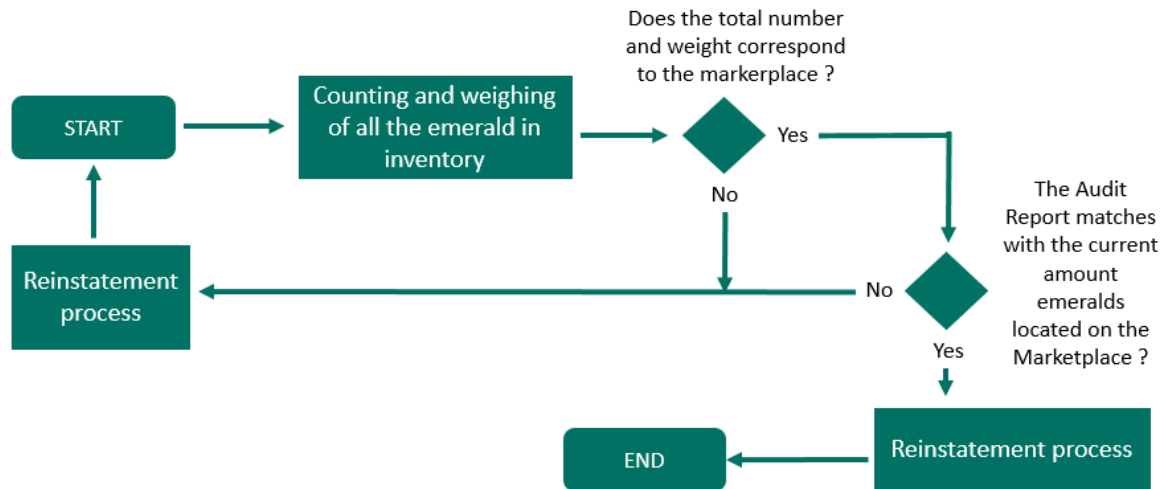 Does the total number
and weight correspond
to the markerplace ?
START
Counting and weighing
of all the emerald in
inventory
Yes
No
The Audit
Report matches
with the current
amount
emeralds
located on the
Marketplace ?
Reinstatement
process
No
Yes
Reinstatement process
END